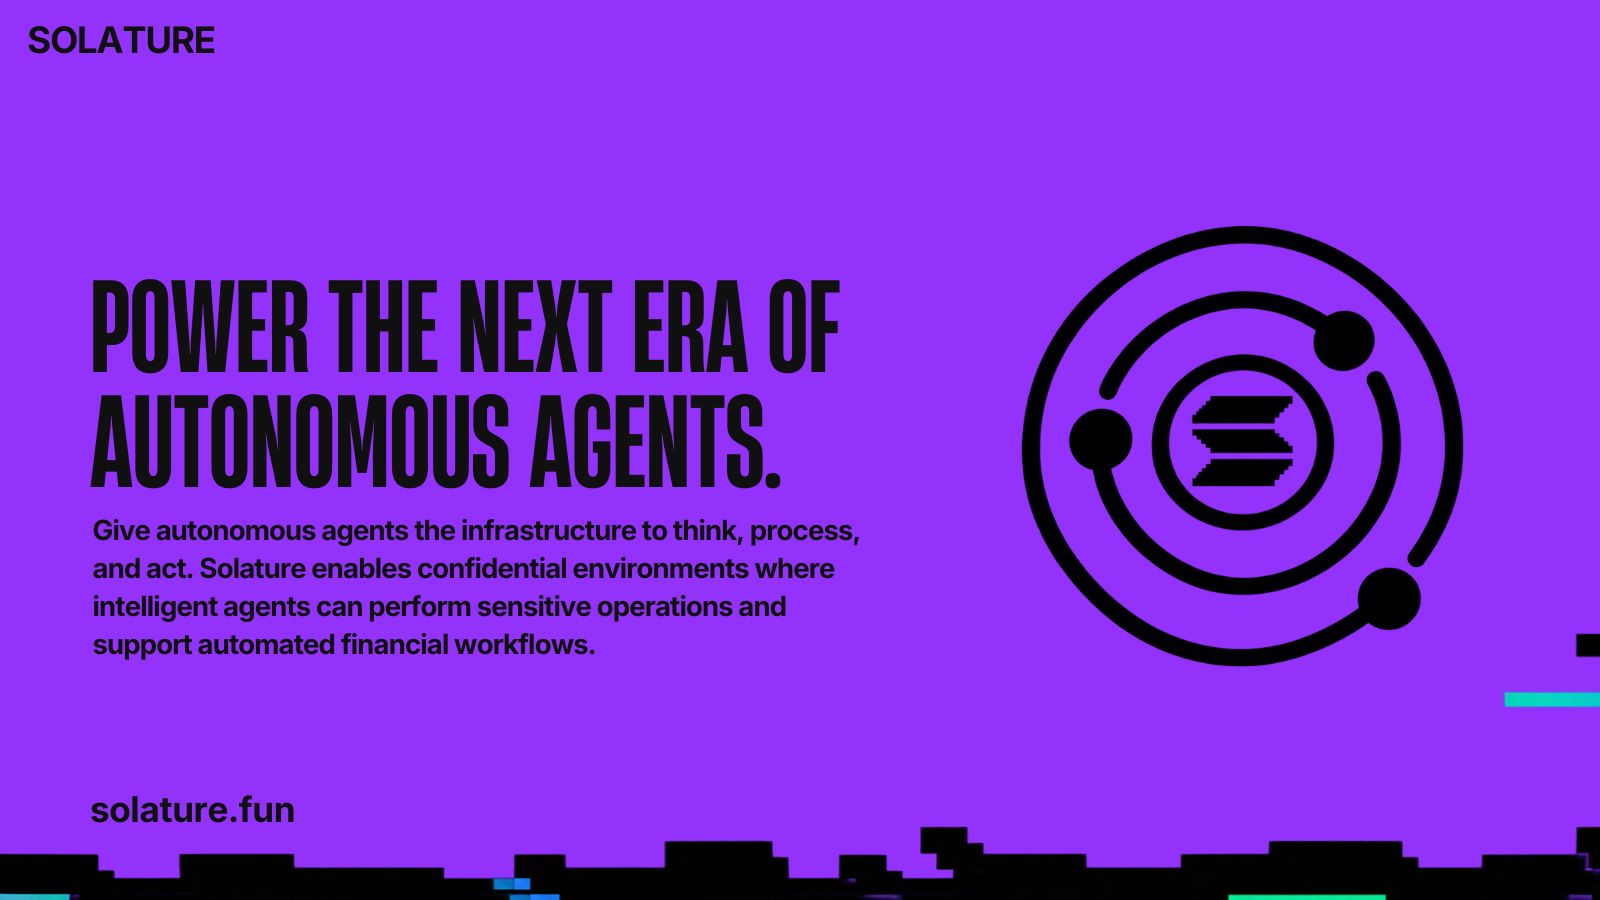 SOLATURE
POWER THE NEXT ERA OF
AUTONOMOUS AGENTS.
Give autonomous agents the infrastructure to think, process,
and act. Solature enables confidential environments where
intelligent agents can perform sensitive operations and
support automated financial workflows.
solature.fun